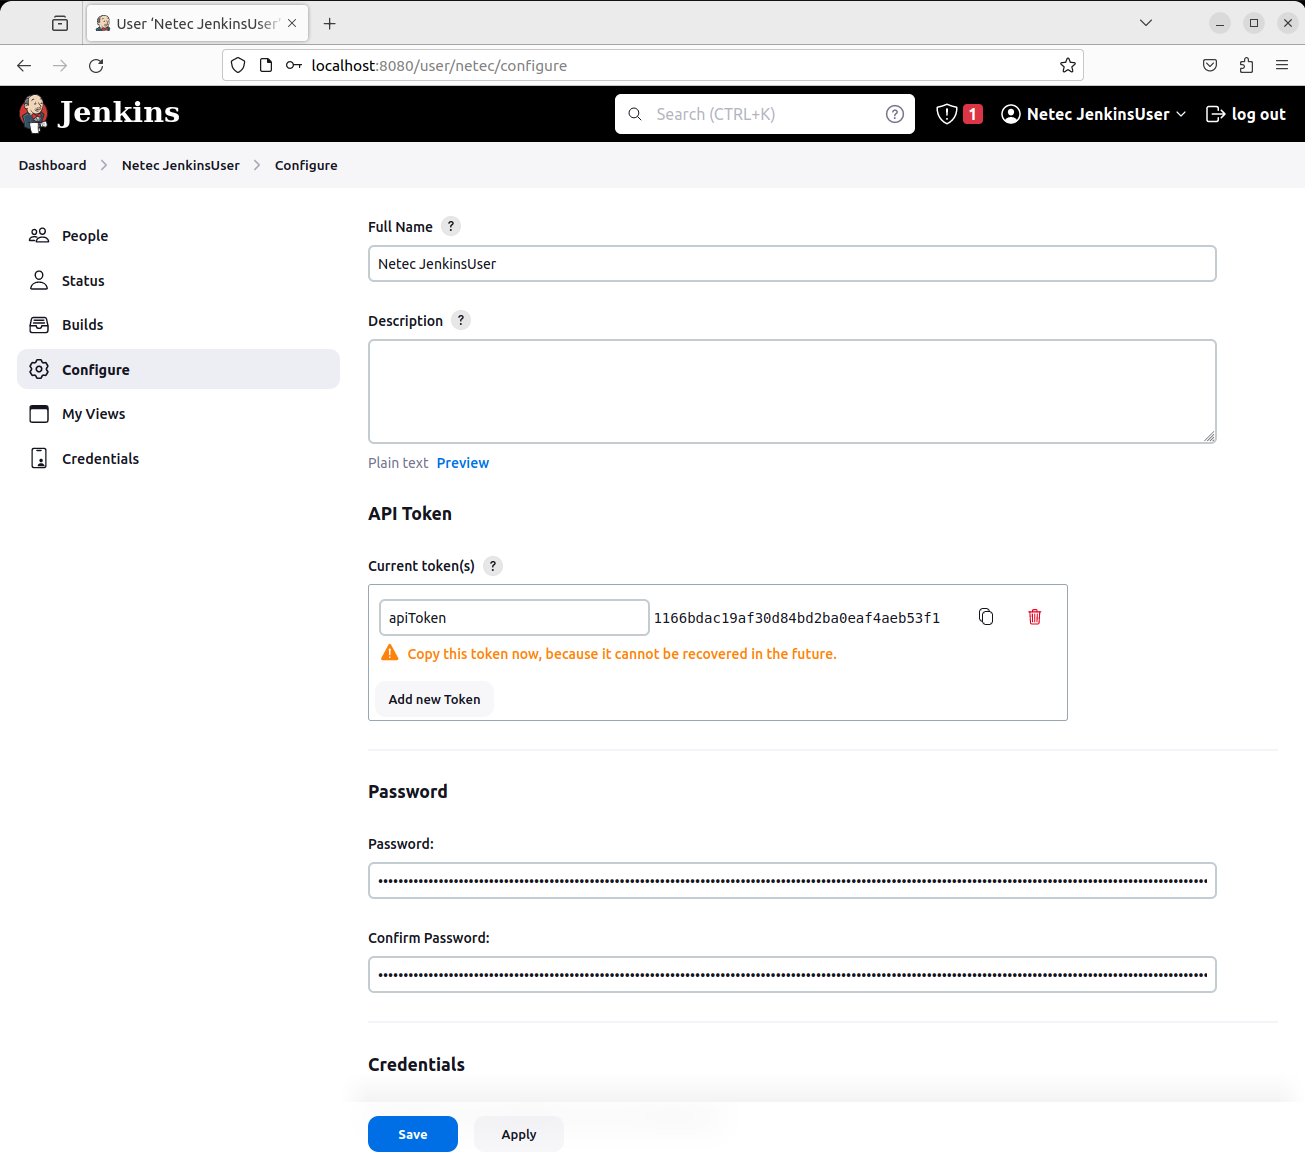 User ‘Netec JenkinsUser’
localhost:8080/user/netec/configure
Jenkins
Search (CTRL+K)
?
1
Netec JenkinsUser
log out
Dashboard > Netec JenkinsUser > Configure
People
Status
Builds
Configure
My Views
Credentials
Full Name ?
Netec JenkinsUser
Description ?
Plain text Preview
API Token
Current token(s) ?
apiToken 1166bdac19af30d84bd2ba0eaf4aeb53f1
Copy this token now, because it cannot be recovered in the future.
Add new Token
Password
Password:
Confirm Password:
Credentials
Save Apply